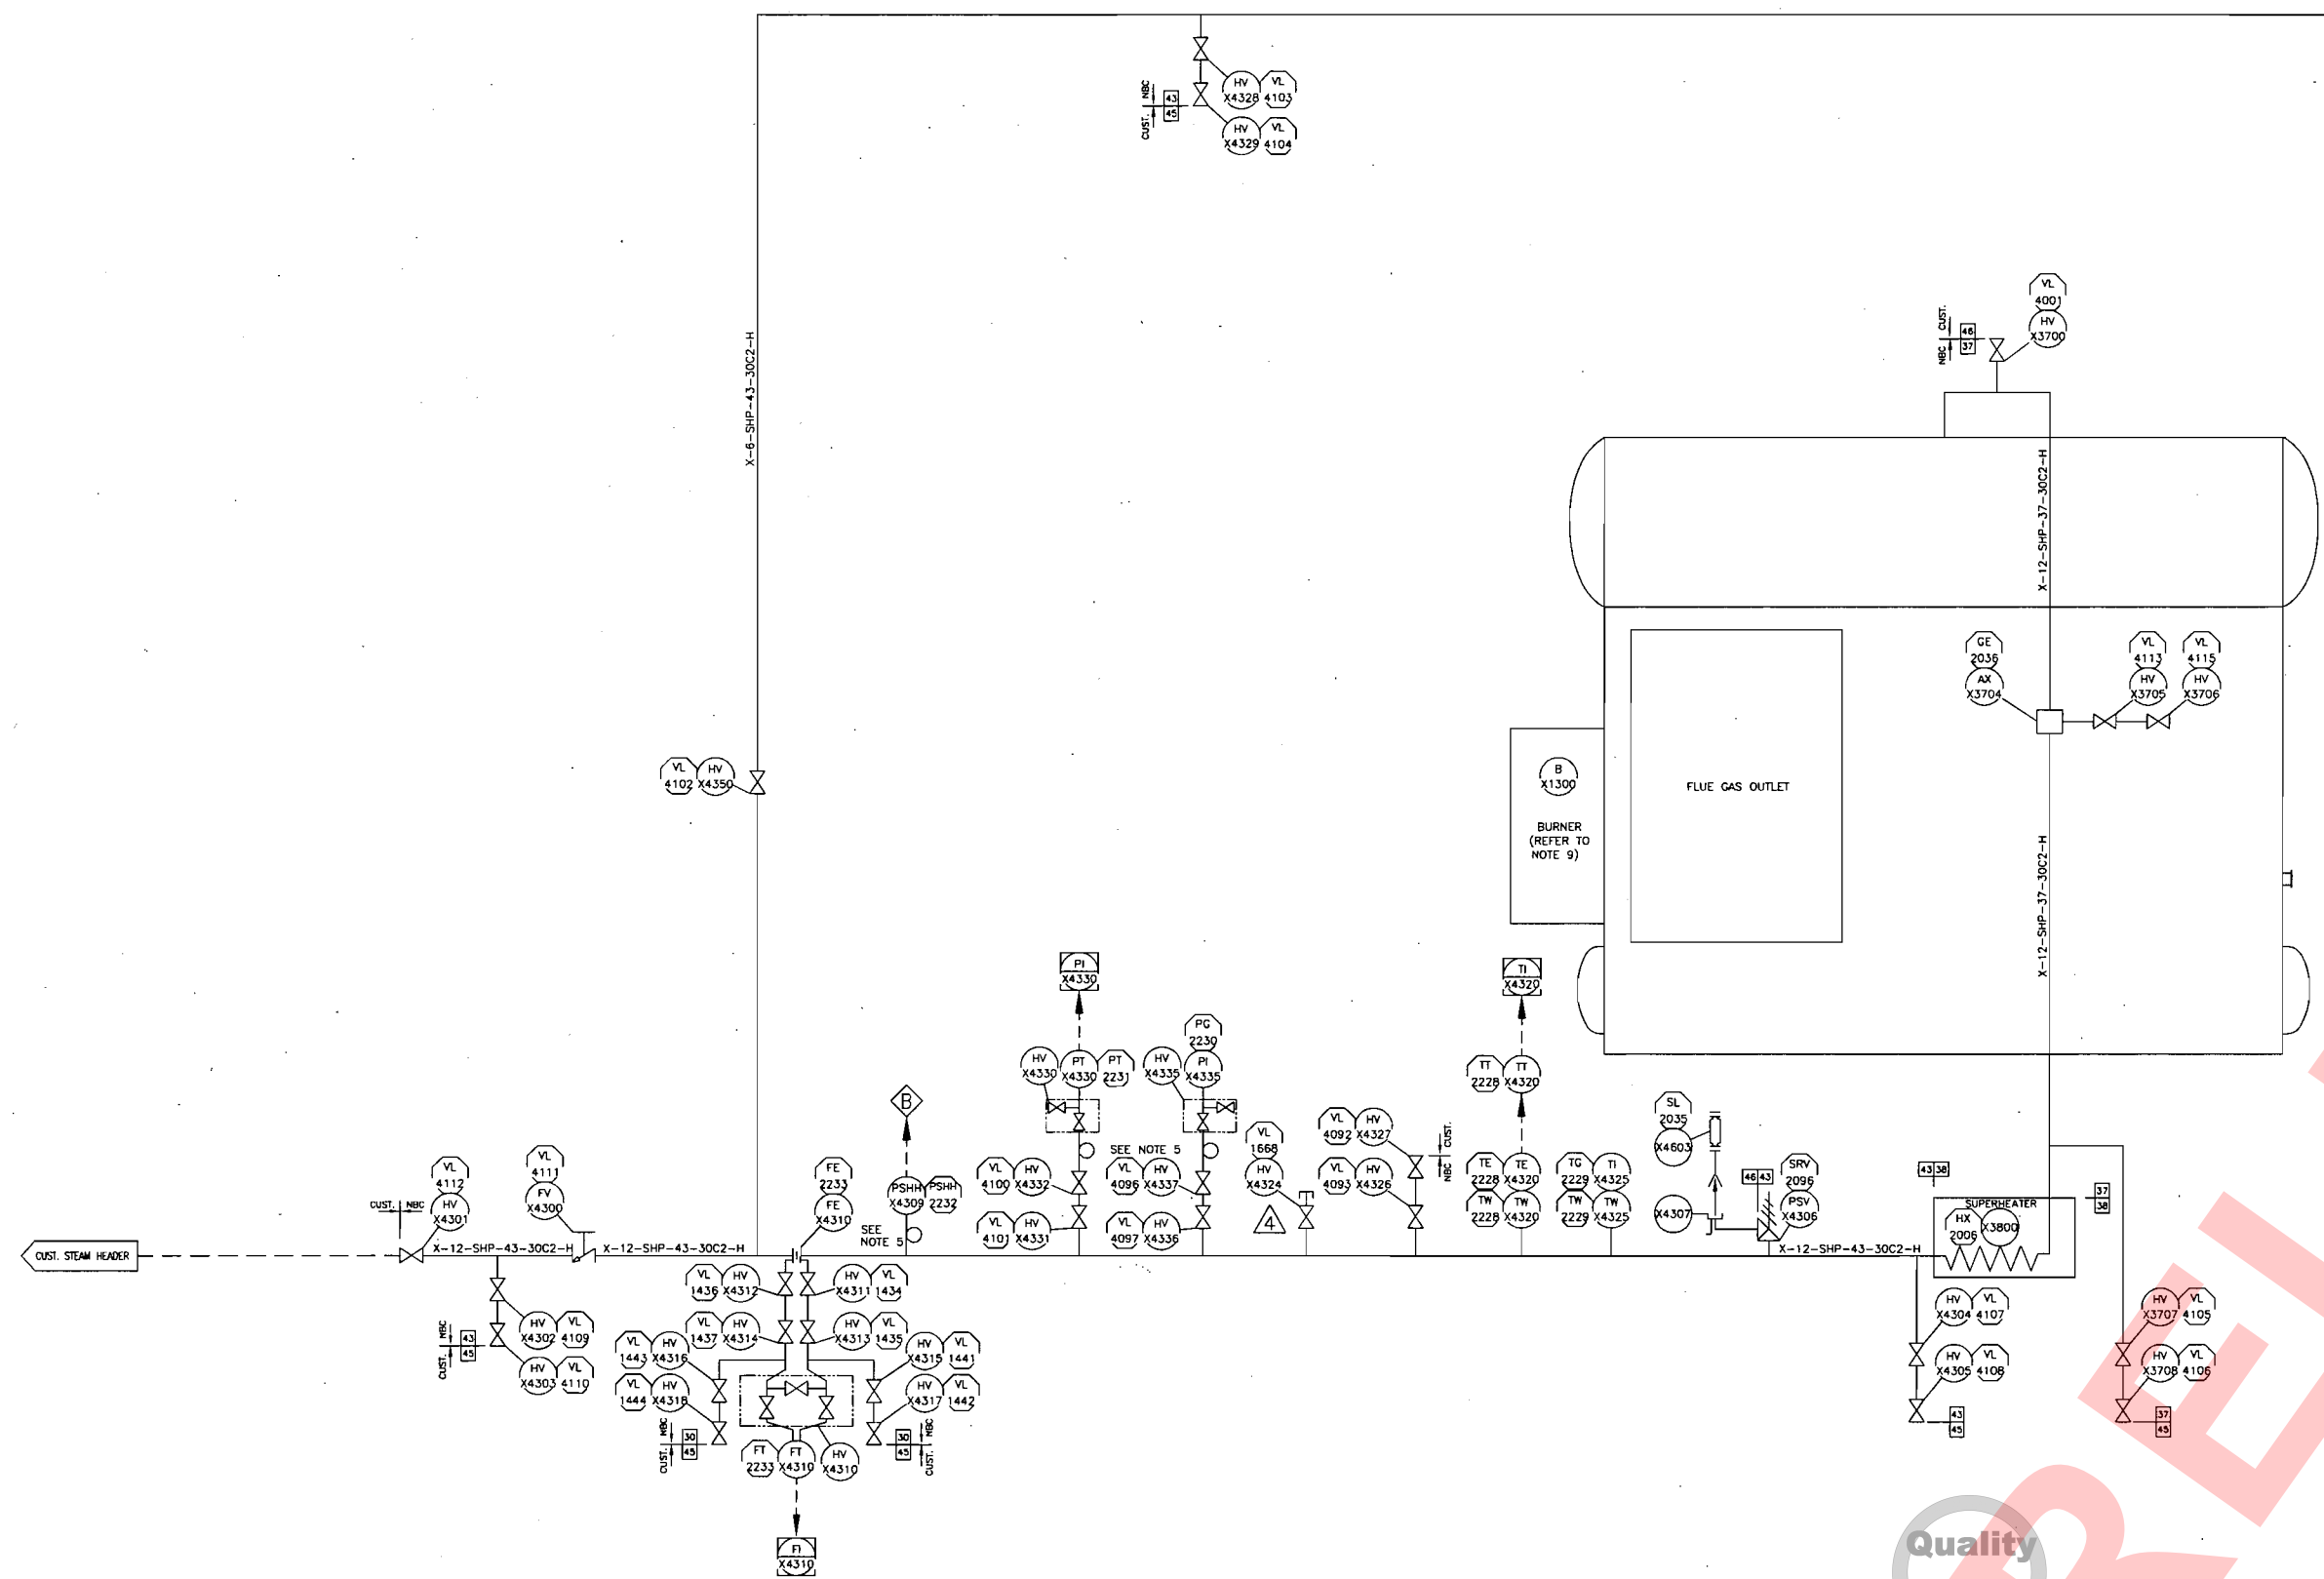 HV
X4328
VL
4103
HV
X4329
VL
4104
NBC
CUST.
43
45
VL
4001
HV
X3700
CUST.
NBC
46
37
X-6-SHP-43-30C2-H
X-12-SHP-37-30C2-H
GE
2036
AX
X3704
VL
4113
HV
X3705
VL
4115
HV
X3706
VL
4102
HV
X4350
B
X1300
BURNER
(REFER TO
NOTE 9)
FLUE GAS OUTLET
X-12-SHP-37-30C2-H
PI
X4330
TI
X4320
HV
X4330
PT
X4330
PT
2231
PG
2230
HV
X4335
PI
X4335
TT
2228
TT
X4320
B
SEE NOTE 5
VL
4100
HV
X4332
VL
4101
HV
X4331
VL
4096
HV
X4337
VL
4097
HV
X4336
VL
1668
HV
X4324
4
VL
4092
HV
X4327
VL
4093
HV
X4326
CUST.
NBC
TE
2228
TE
X4320
TW
2228
TW
X4320
TG
2229
TI
X4325
TW
2229
TW
X4325
SL
2035
X4603
X4307
46 43
SRV
2096
PSV
X4306
43 38
SUPERHEATER
HX
2006
X3800
37
38
VL
4112
HV
X4301
CUST.
NBC
VL
4111
FV
X4300
FE
2233
FE
X4310
PSHH
X4309
PSHH
2232
SEE
NOTE 5
CUST. STEAM HEADER
X-12-SHP-43-30C2-H
X-12-SHP-43-30C2-H
X-12-SHP-43-30C2-H
HV
X4302
VL
4109
HV
X4303
VL
4110
NBC
CUST.
43
45
VL
1436
HV
X4312
HV
X4311
VL
1434
VL
1437
HV
X4314
HV
X4313
VL
1435
VL
1443
HV
X4316
HV
X4315
VL
1441
VL
1444
HV
X4318
HV
X4317
VL
1442
NBC
CUST.
30
45
30
45
NBC
CUST.
FT
2233
FT
X4310
HV
X4310
FI
X4310
HV
X4304
VL
4107
HV
X4305
VL
4108
43
45
HV
X3707
VL
4105
HV
X3708
VL
4106
37
45
Quality